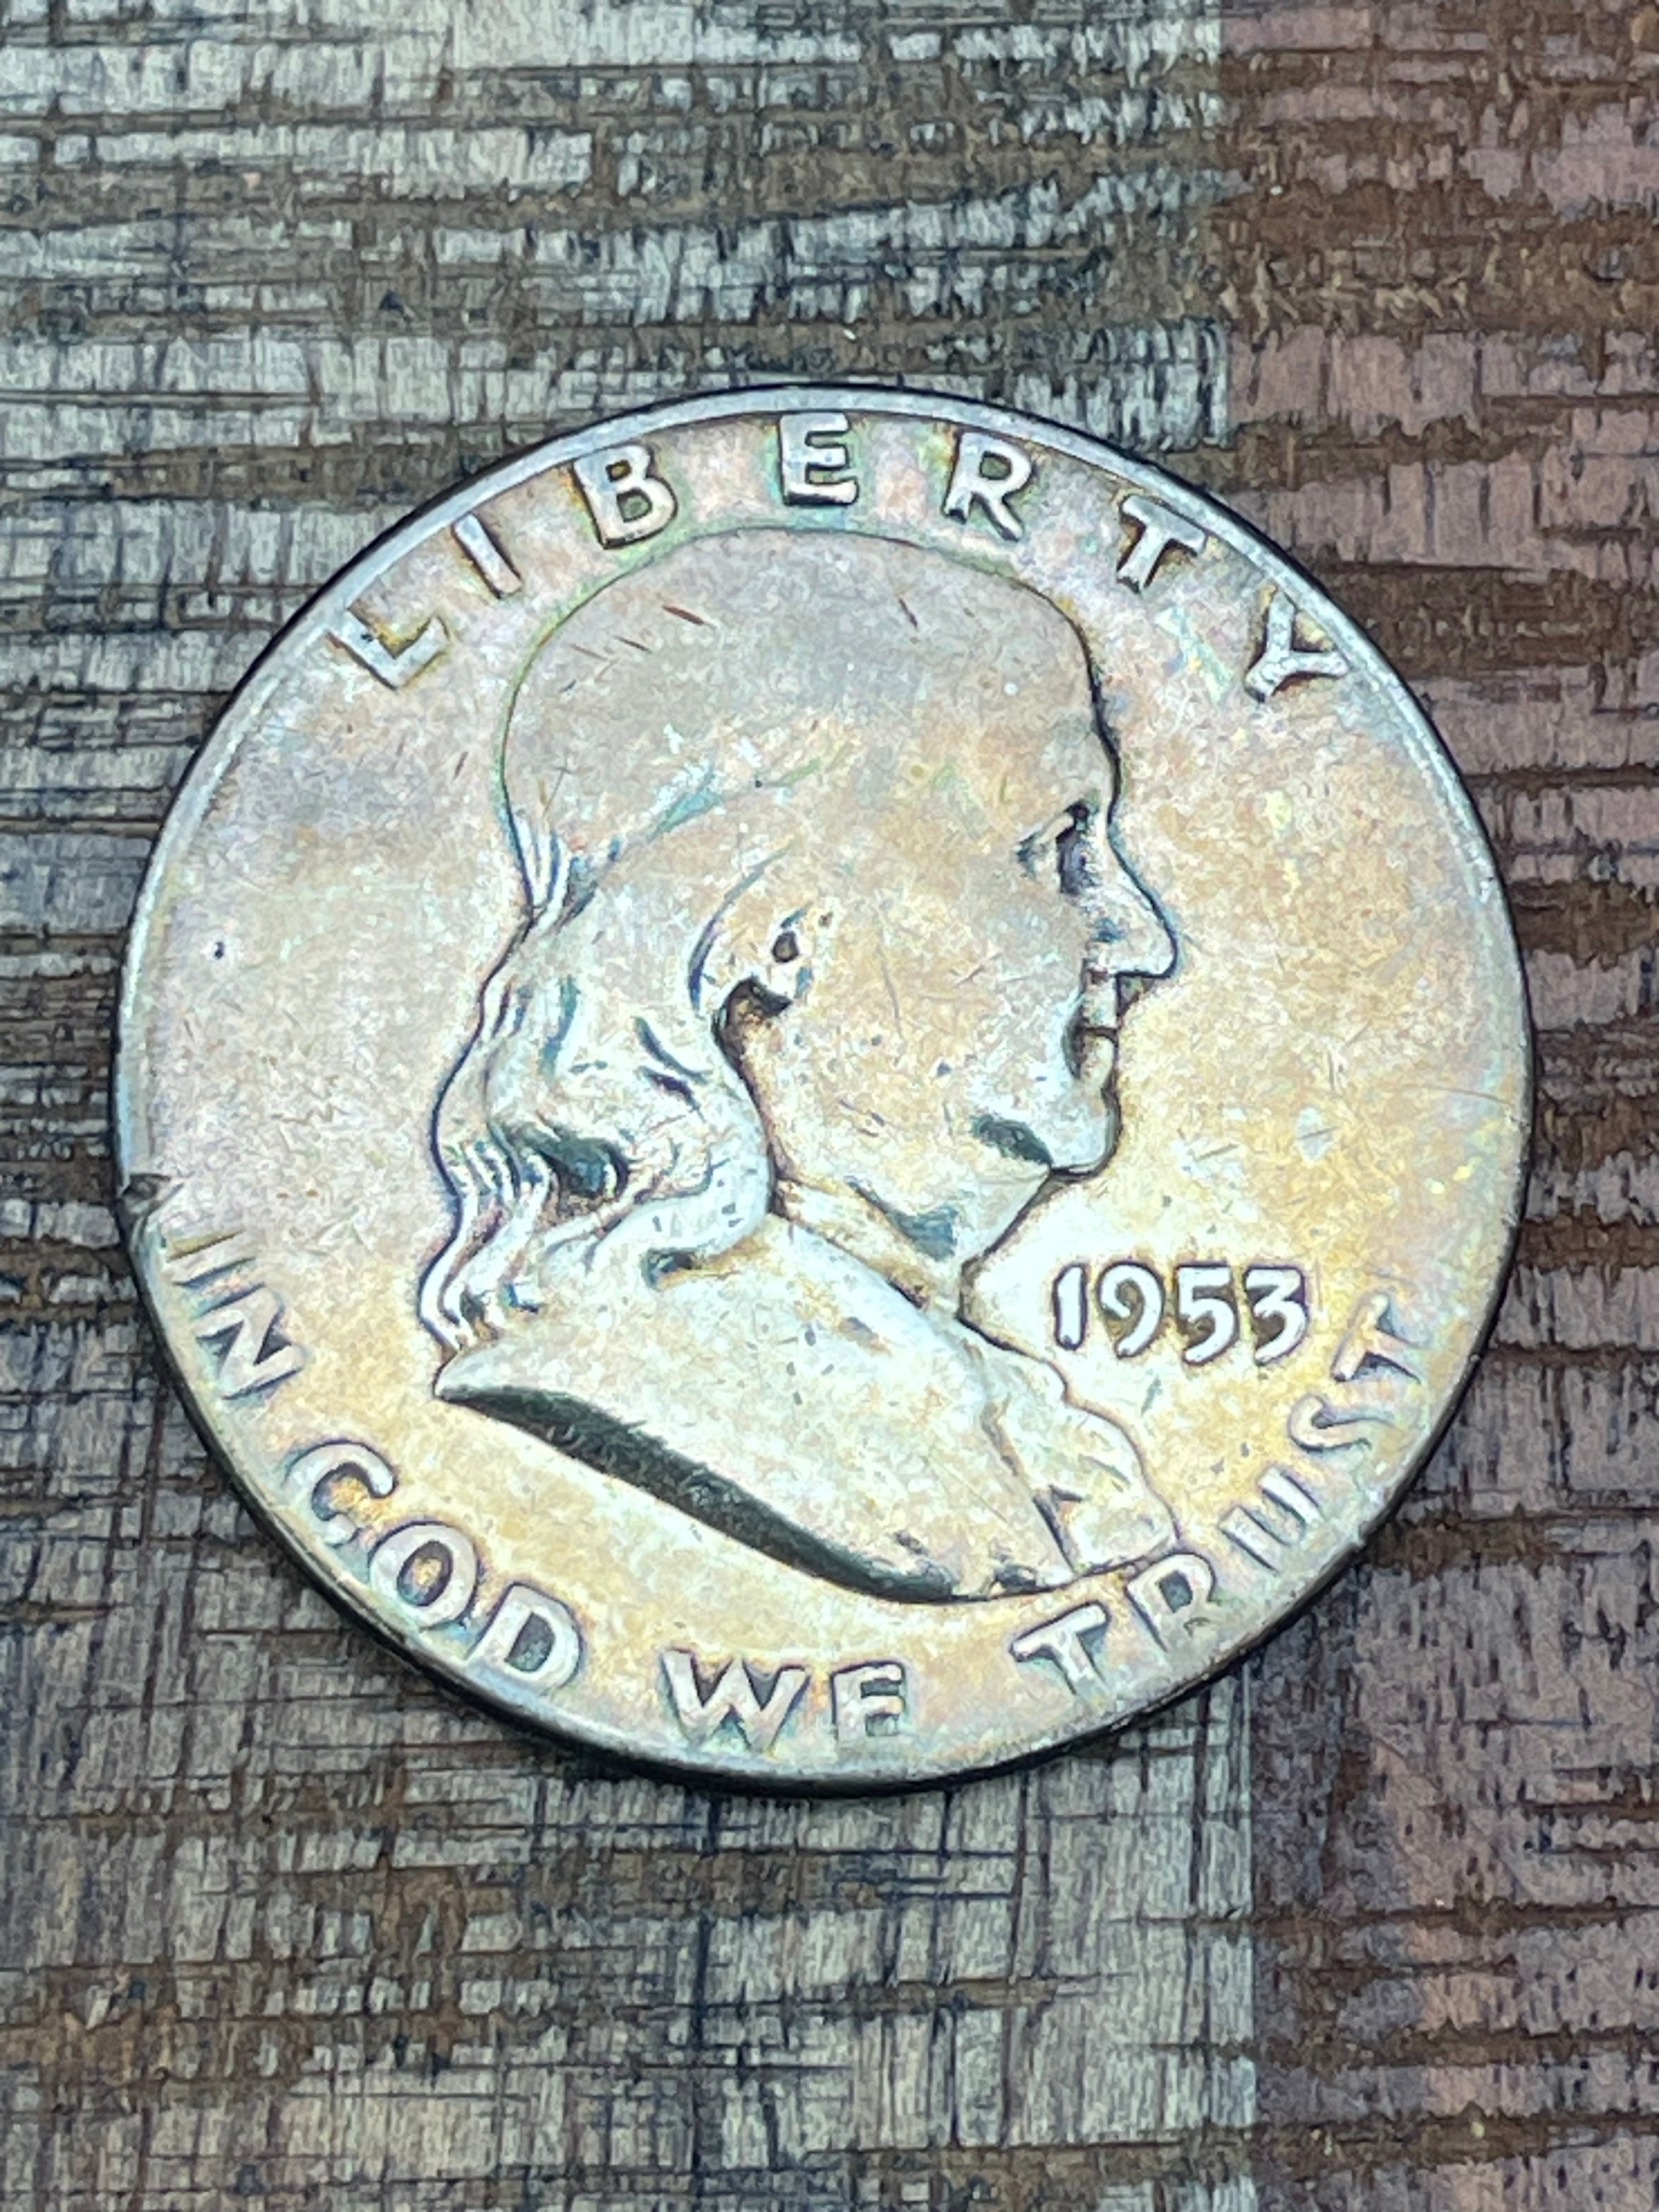 LIBERTY
1953
IN GOD WE TRUST